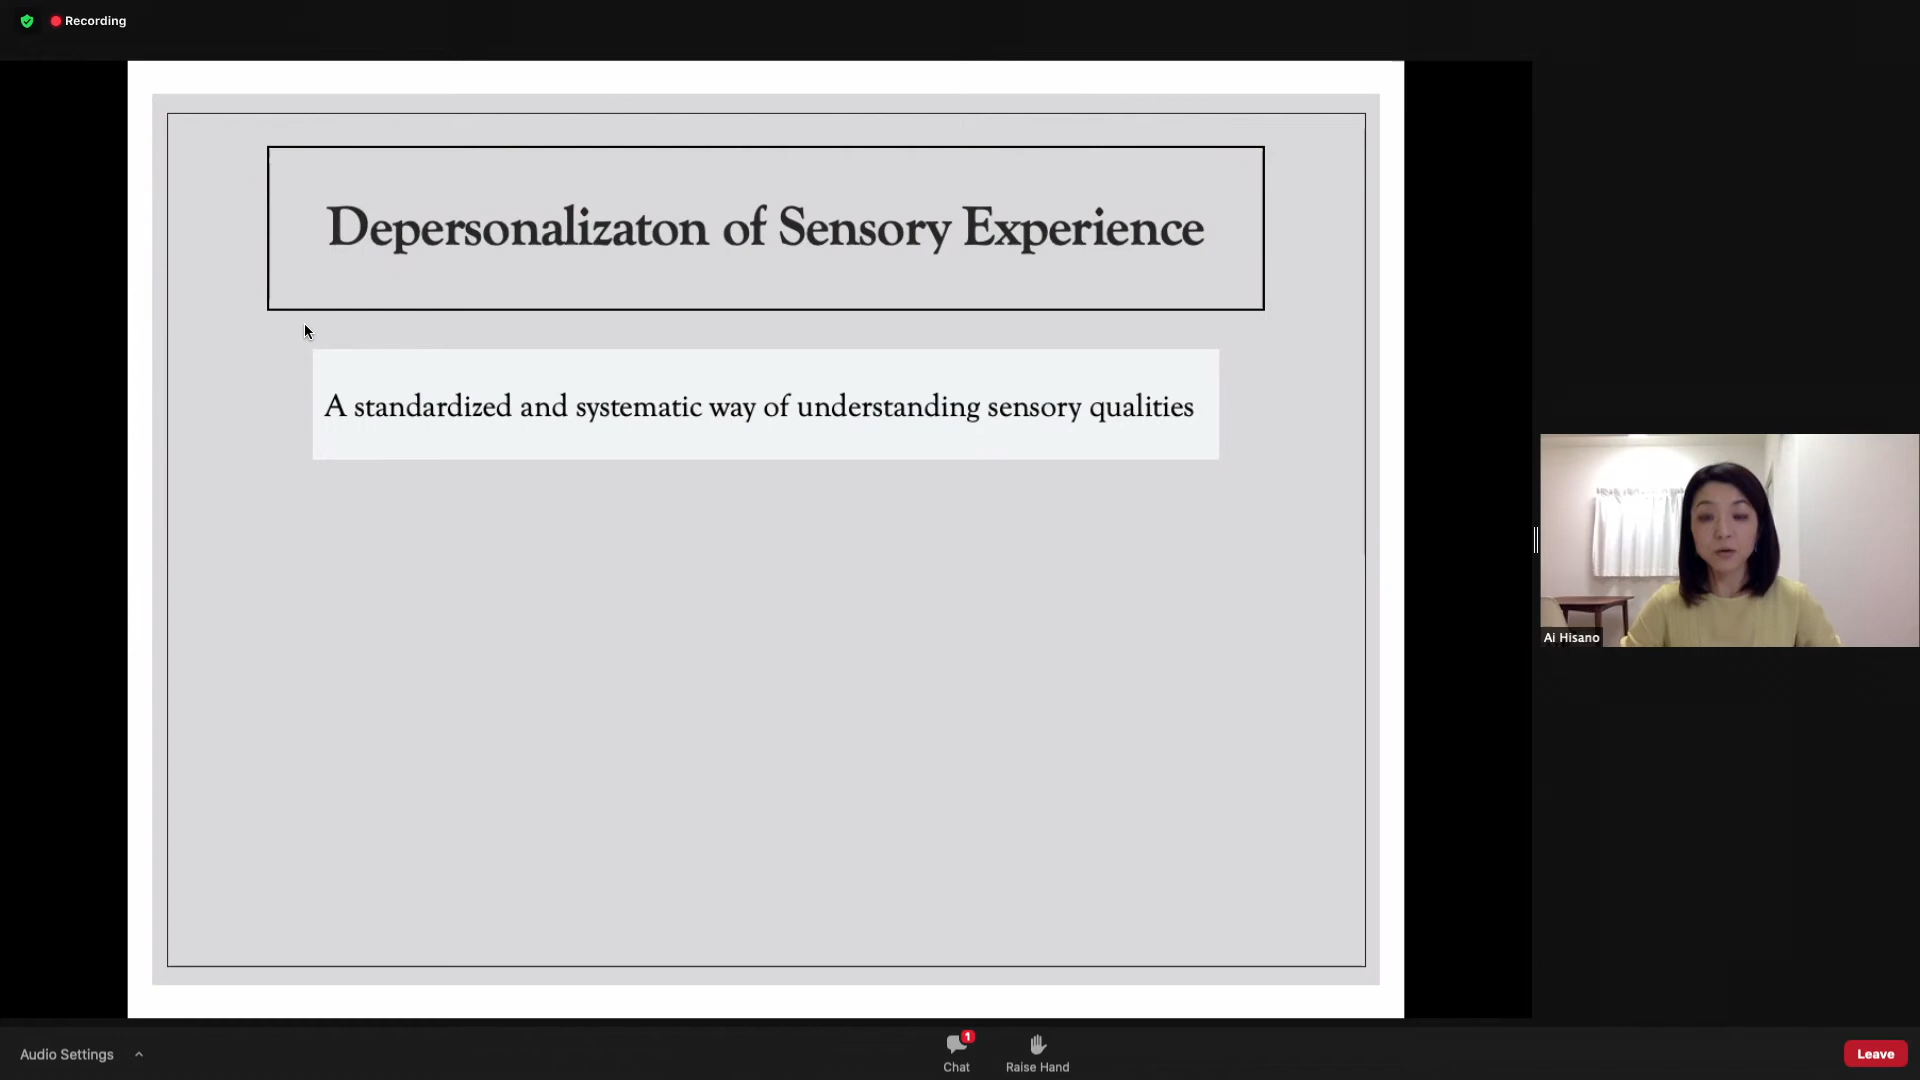 Recording
Depersonalizaton of Sensory Experience
A standardized and systematic way of understanding sensory qualities
Ai Hisano
Audio Settings
1
Chat
Raise Hand
Leave